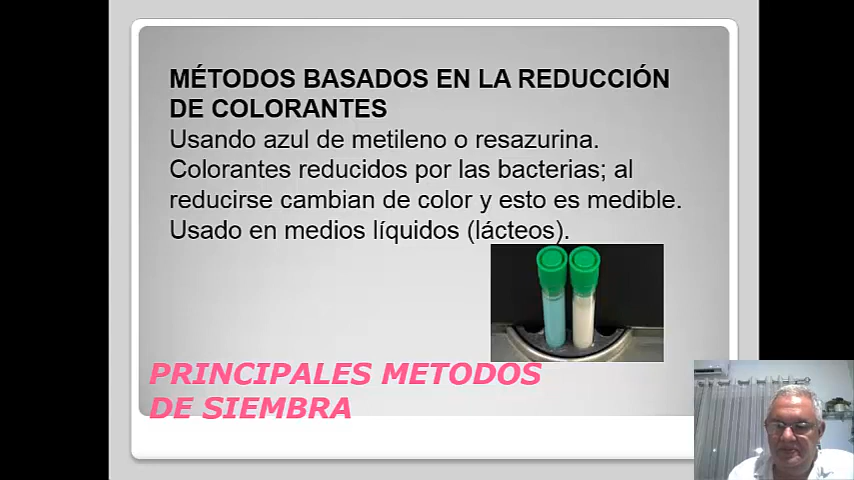 MÉTODOS BASADOS EN LA REDUCCIÓN
DE COLORANTES
Usando azul de metileno o resazurina.
Colorantes reducidos por las bacterias; al
reducirse cambian de color y esto es medible.
Usado en medios líquidos (lácteos).
PRINCIPALES METODOS
DE SIEMBRA